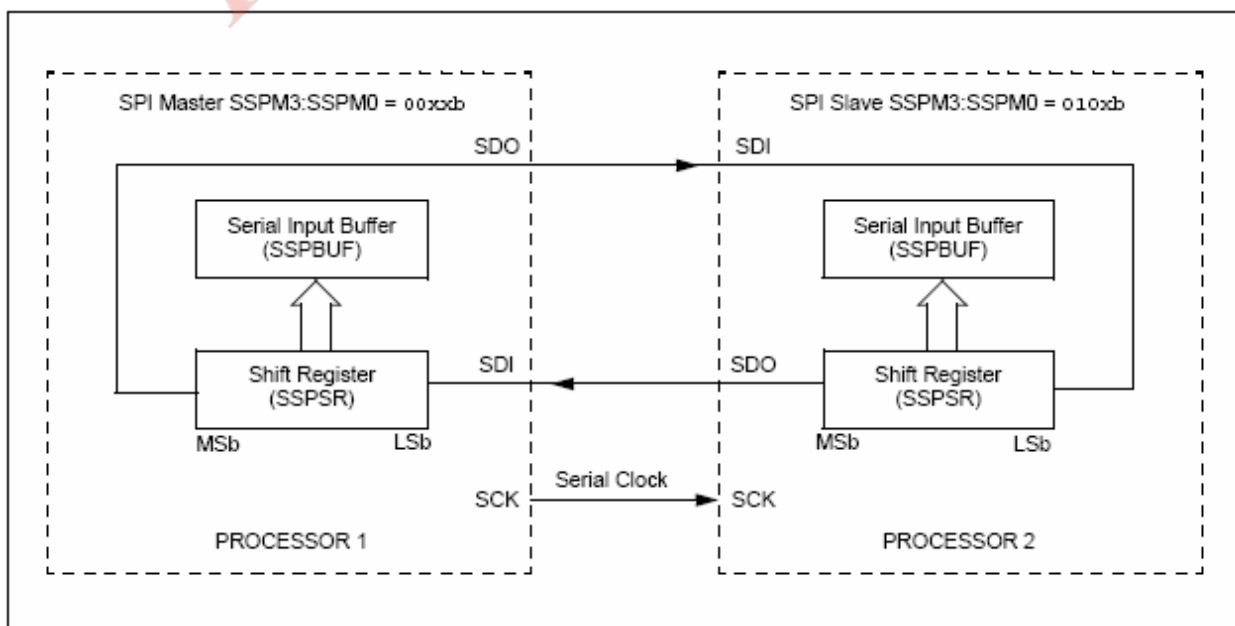 SPI Master SSPM3:SSPM0 = 00xxb
SPI Slave SSPM3:SSPM0 = 010xb
SDO
SDI
Serial Input Buffer
(SSPBUF)
Serial Input Buffer
(SSPBUF)
Shift Register
(SSPSR)
SDI
SDO
Shift Register
(SSPSR)
MSb
LSb
MSb
LSb
Serial Clock
SCK
SCK
PROCESSOR 1
PROCESSOR 2